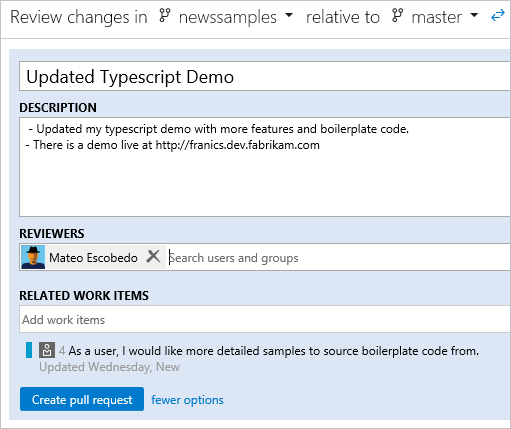 Review changes in newssamples relative to master
Updated Typescript Demo
DESCRIPTION
- Updated my typescript demo with more features and boilerplate code.
- There is a demo live at http://franics.dev.fabrikam.com
REVIEWERS
Mateo Escobedo Search users and groups
RELATED WORK ITEMS
Add work items
4 As a user, I would like more detailed samples to source boilerplate code from.
Updated Wednesday, New
Create pull request fewer options